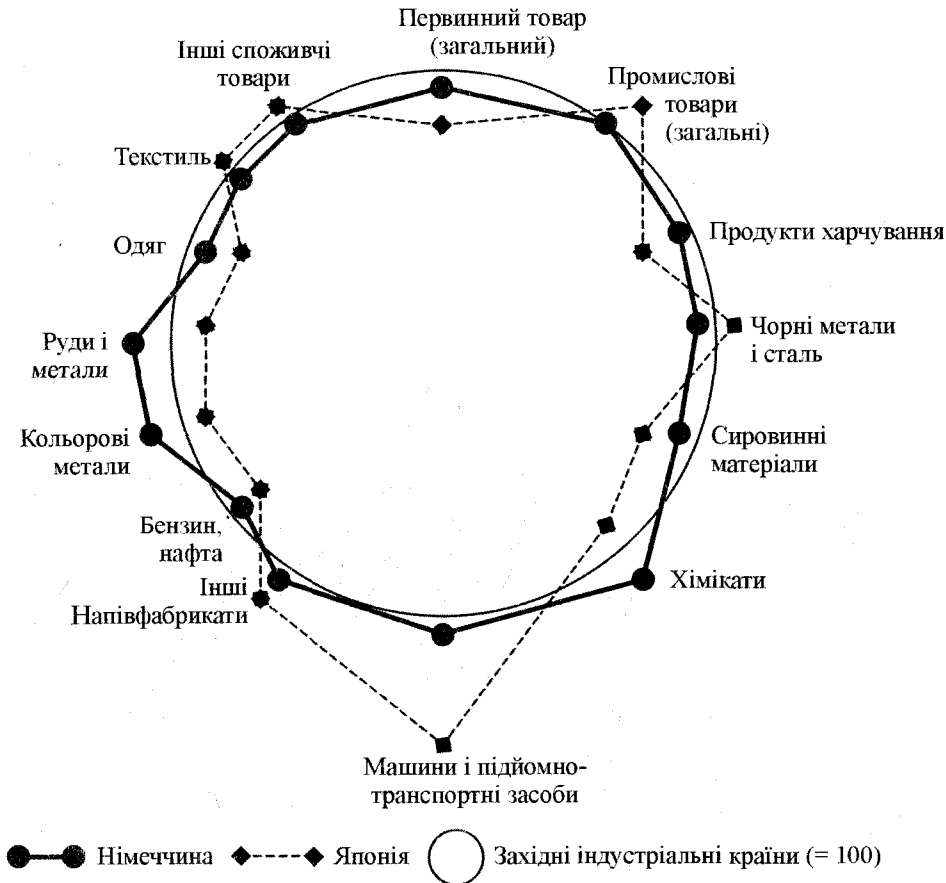 Первинний товар
(загальний)
Інші споживчі
товари
Промислові
товари
(загальні)
Текстиль
Одяг
Продукти харчування
Руди і
метали
Чорні метали
і сталь
Кольорові
метали
Сировинні
матеріали
Бензин,
нафта
Інші
Напівфабрикати
Хімікати
Машини і підйомно-
транспортні засоби
Німеччина
Японія
Західні індустріальні країни (= 100)